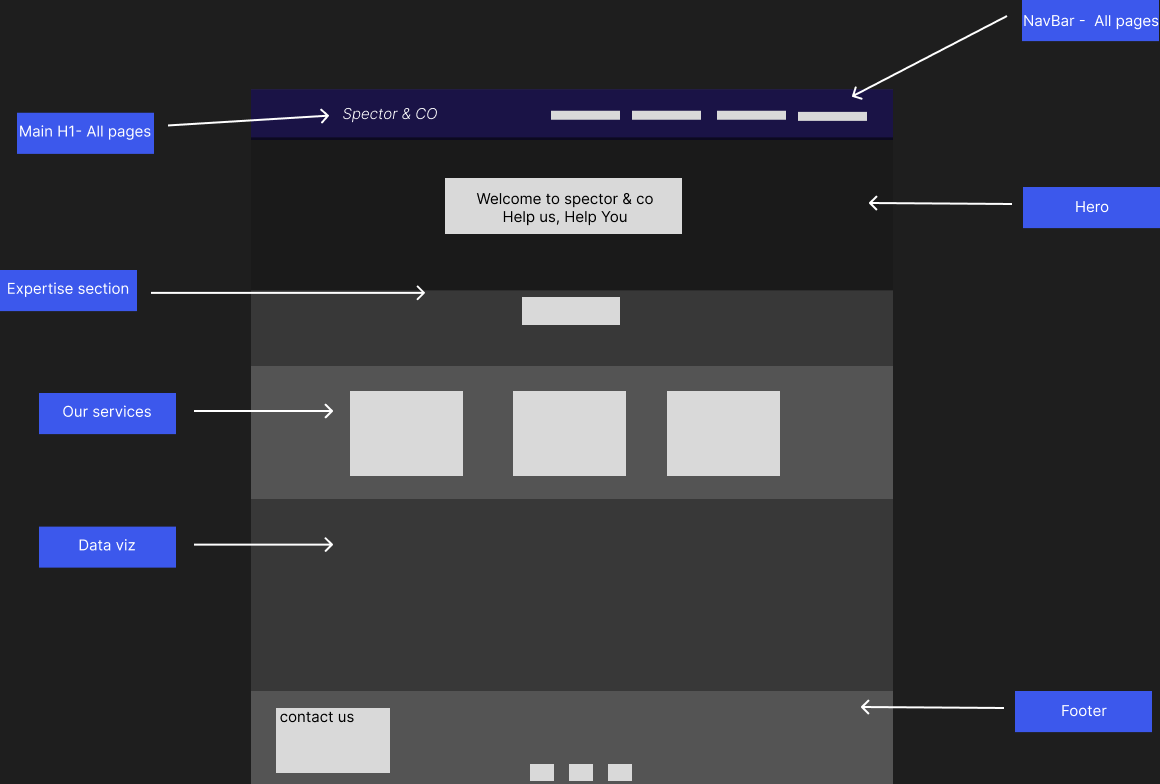 NavBar -  All pages
Spector & CO
Main H1- All pages
Welcome to spector & co
Help us, Help You
Hero
Expertise section
Our services
Data viz
contact us
Footer